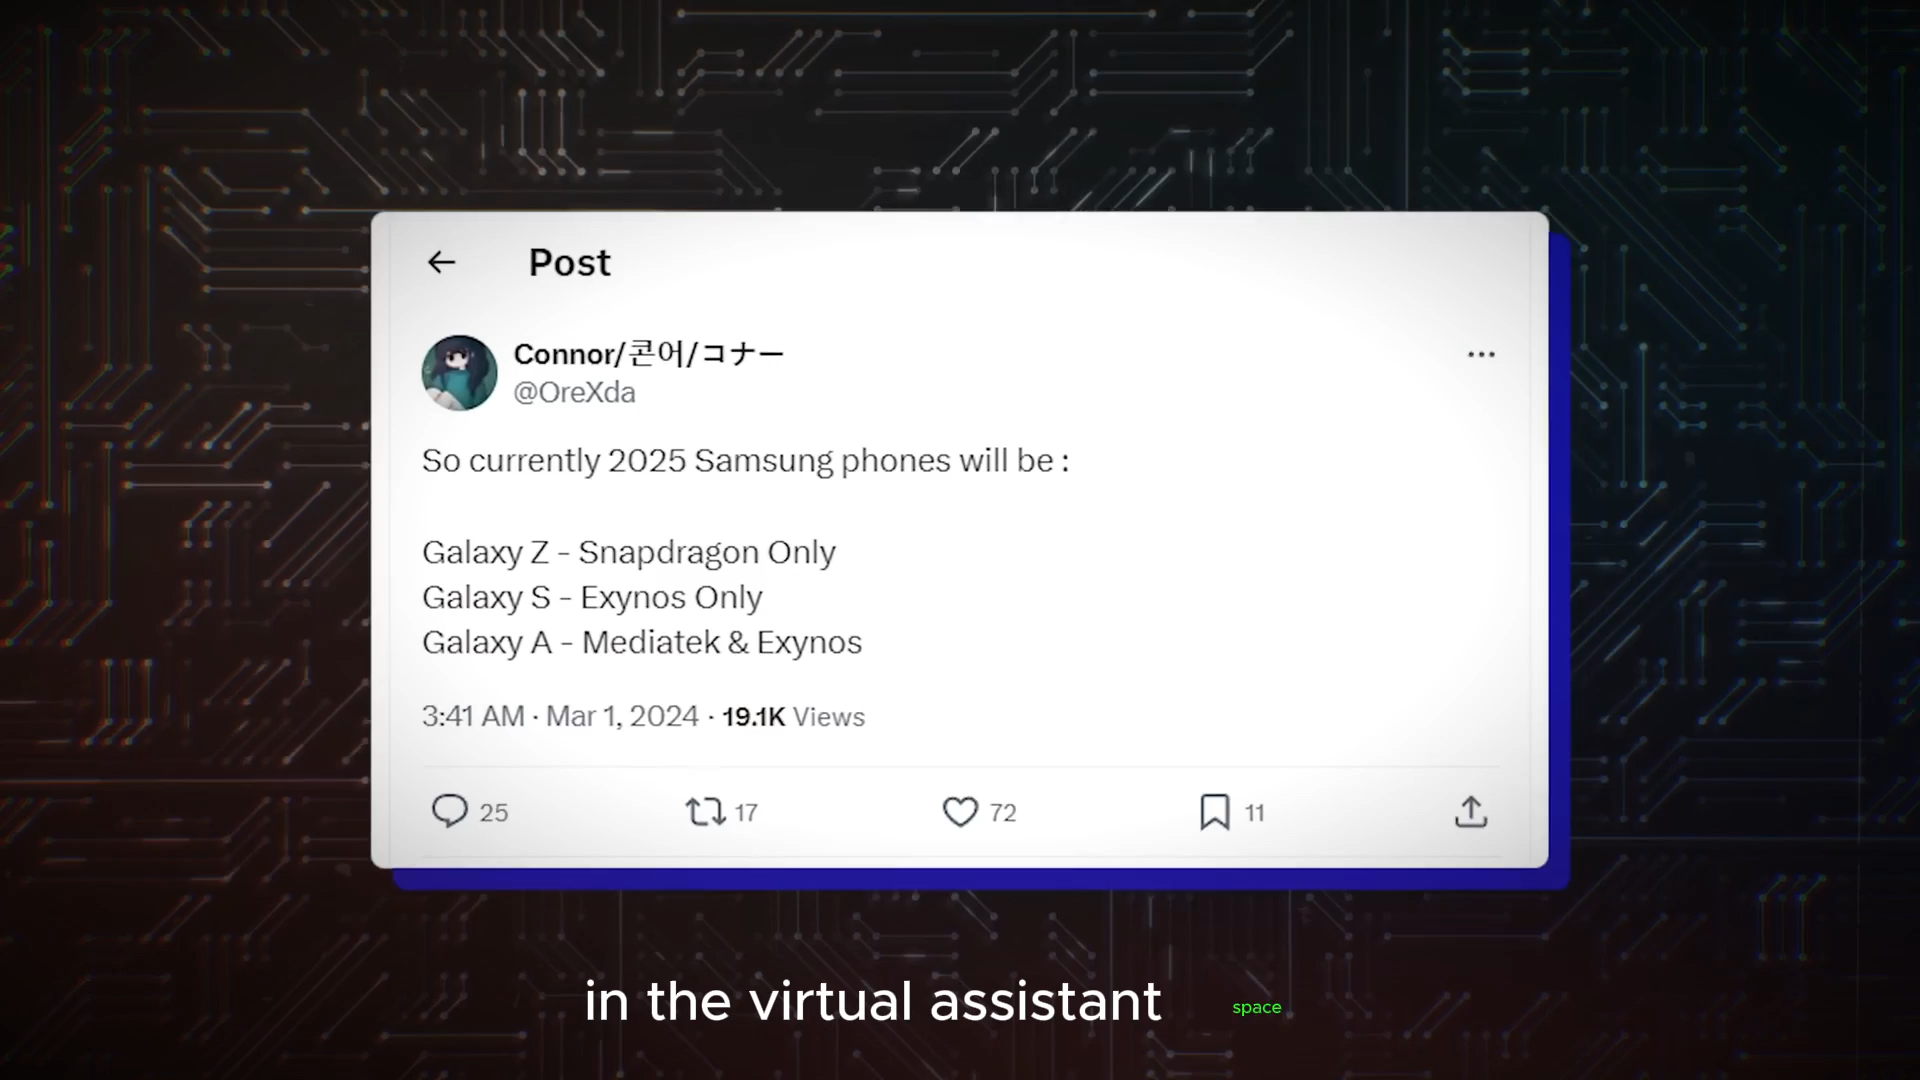 Post
Connor/콘어/コナー
@OreXda
So currently 2025 Samsung phones will be :
Galaxy Z - Snapdragon Only
Galaxy S - Exynos Only
Galaxy A - Mediatek & Exynos
3:41 AM · Mar 1, 2024 · 19.1K Views
25 17 72 11
in the virtual assistant space